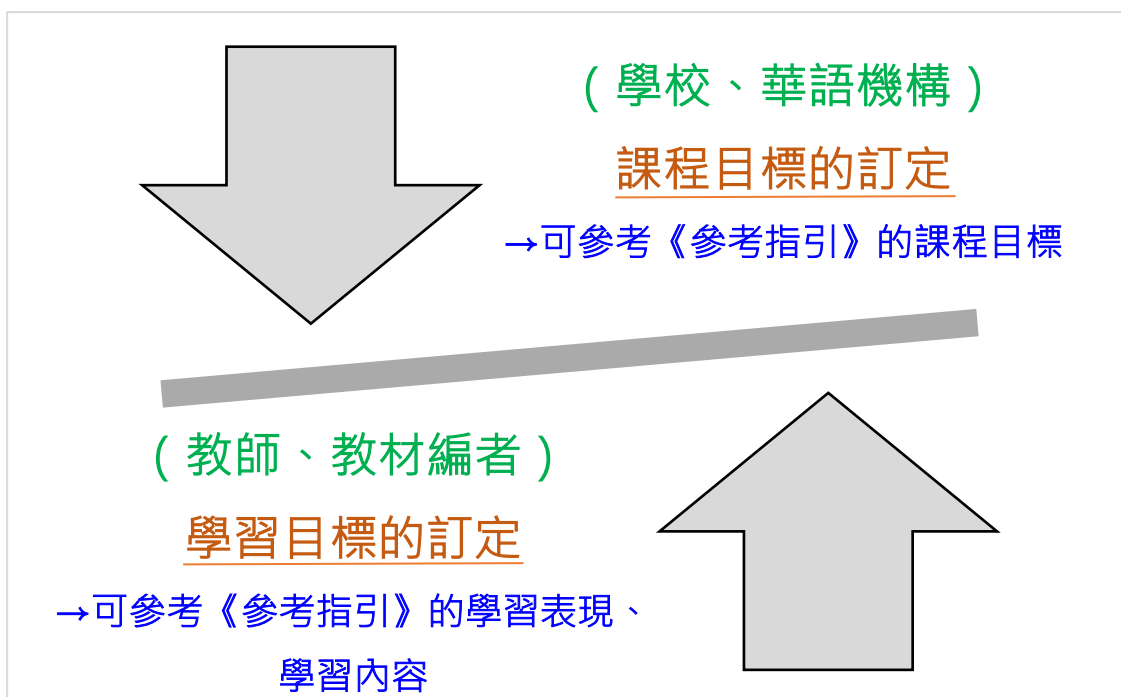 （學校、華語機構）
課程目標的訂定
→可參考《參考指引》的課程目標
（教師、教材編者）
學習目標的訂定
→可參考《參考指引》的學習表現、
學習內容